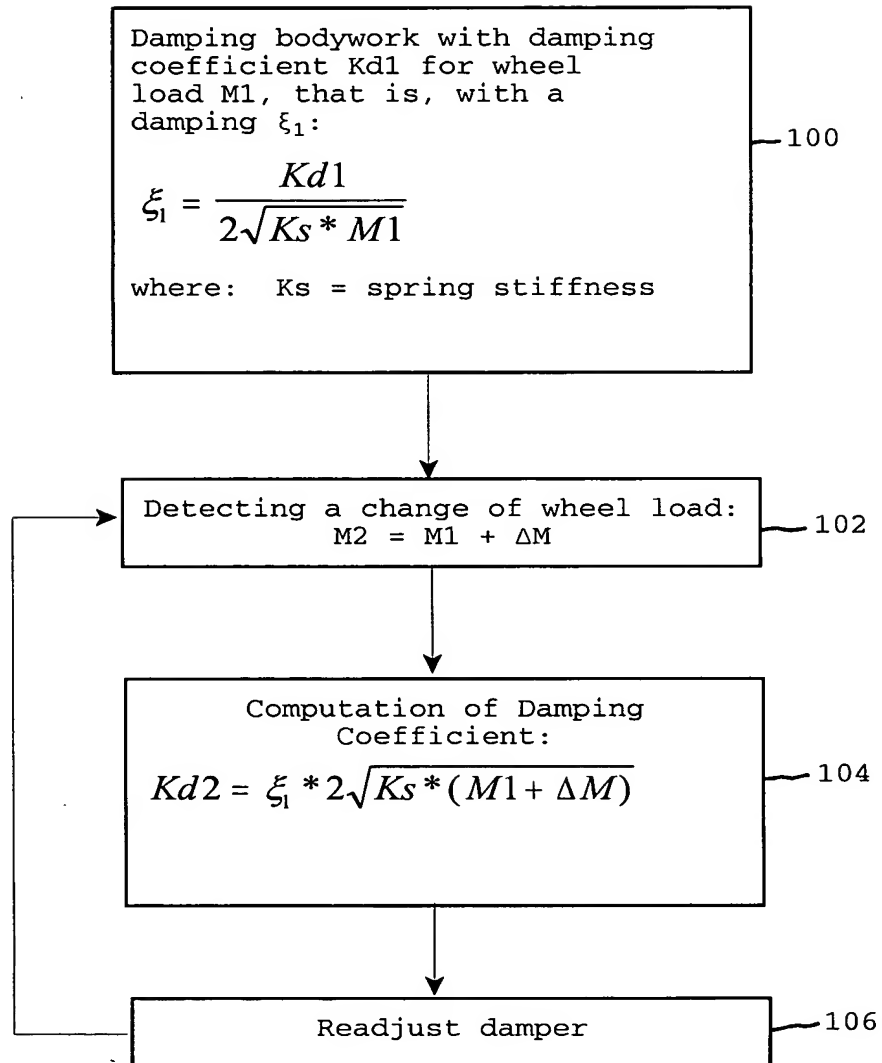 Damping bodywork with damping
coefficient Kd1 for wheel
load M1, that is, with a
damping ξ₁:
ξ₁ = Kd1 / 2√(Ks * M1)
where: Ks = spring stiffness
100
Detecting a change of wheel load:
M2 = M1 + ΔM
102
Computation of Damping
Coefficient:
Kd2 = ξ₁ * 2√(Ks * (M1 + ΔM))
104
Readjust damper
106